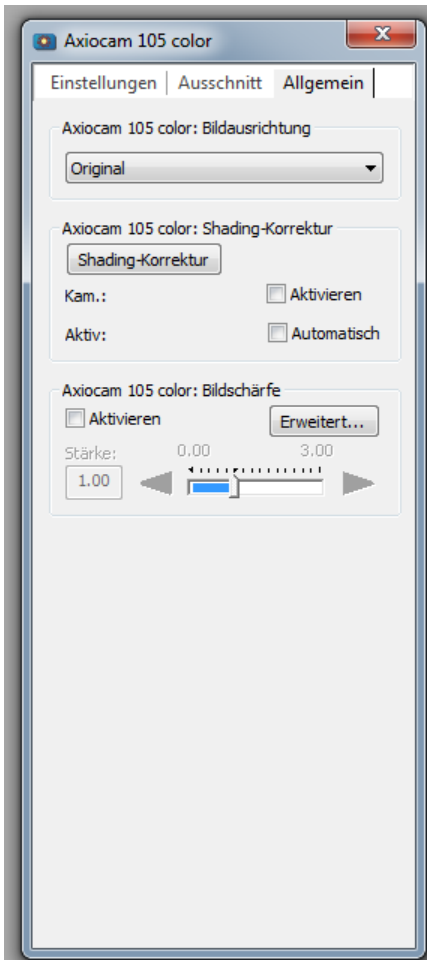 Axiocam 105 color
Einstellungen Ausschnitt Allgemein
Axiocam 105 color: Bildausrichtung
Original
Axiocam 105 color: Shading-Korrektur
Shading-Korrektur
Kam.: Aktivieren
Aktiv: Automatisch
Axiocam 105 color: Bildschärfe
Aktivieren Erweitert...
Stärke: 0.00 3.00
1.00